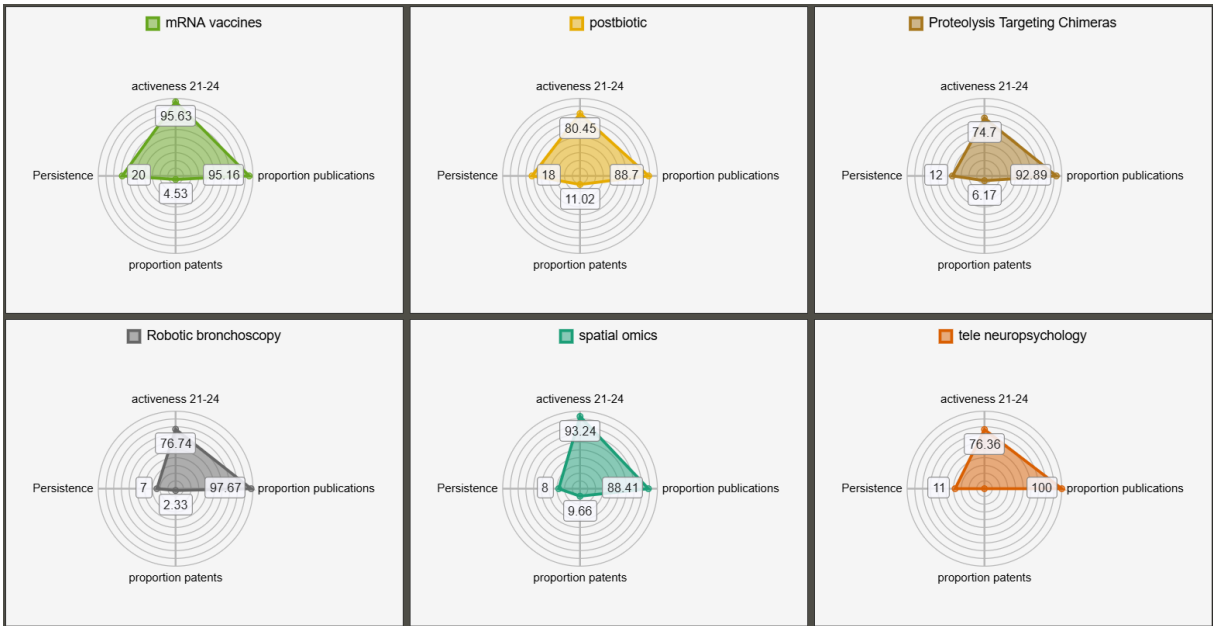 mRNA vaccines
activeness 21-24
95.63
Persistence 20 95.16 proportion publications
4.53
proportion patents
postbiotic
activeness 21-24
80.45
Persistence 18 88.7 proportion publications
11.02
proportion patents
Proteolysis Targeting Chimeras
activeness 21-24
74.7
Persistence 12 92.89 proportion publications
6.17
proportion patents
Robotic bronchoscopy
activeness 21-24
76.74
Persistence 7 97.67 proportion publications
2.33
proportion patents
spatial omics
activeness 21-24
93.24
Persistence 8 88.41 proportion publications
9.66
proportion patents
tele neuropsychology
activeness 21-24
76.36
Persistence 11 100 proportion publications
proportion patents